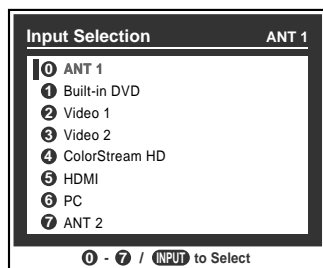 Input Selection ANT 1
0 ANT 1
1 Built-in DVD
2 Video 1
3 Video 2
4 ColorStream HD
5 HDMI
6 PC
7 ANT 2
0 - 7 / INPUT to Select